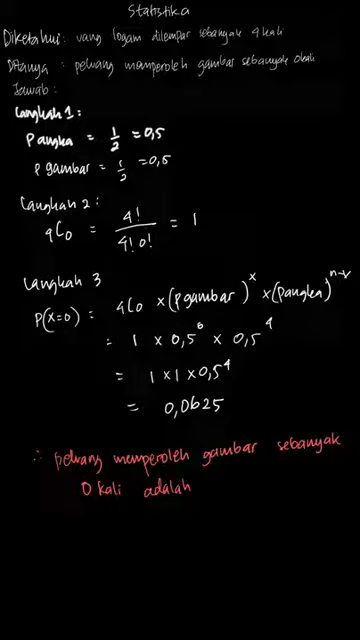 Statistika
Diketahui : uang logam dilempar sebanyak 4 kali
Ditanya : peluang memperoleh gambar sebanyak 0 kali
Jawab :
Langkah 1 :
P angka = 1/2 = 0,5
P gambar = 1/2 = 0,5
Langkah 2 :
4C0 = 4!/4! 0! = 1
Langkah 3
P(x=0) = 4C0 × (p gambar)^x × (p angka)^n-x
= 1 × 0,5^0 × 0,5^4
= 1 × 1 × 0,5^4
= 0,0625
∴ peluang memperoleh gambar sebanyak
0 kali adalah